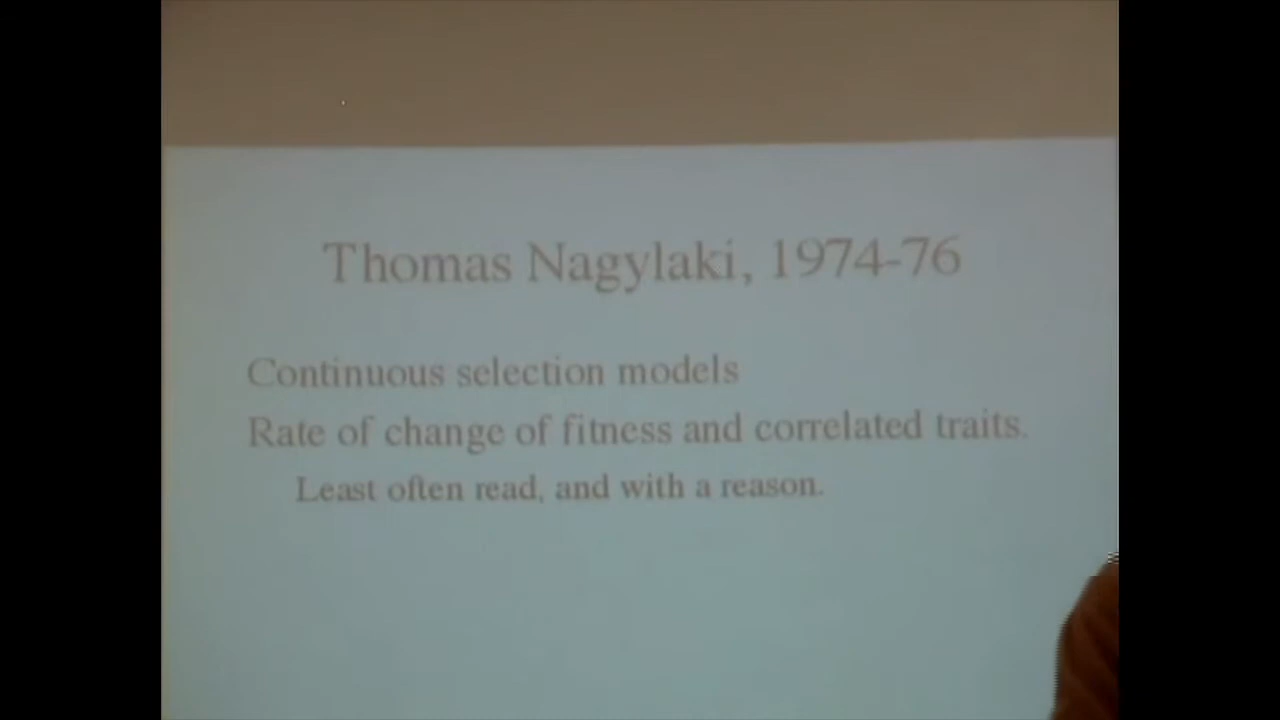 Thomas Nagylaki, 1974-76
Continuous selection models
Rate of change of fitness and correlated traits.
Least often read, and with a reason.